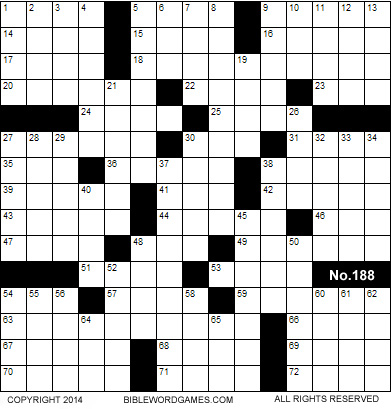 1 2 3 4 5 6 7 8 9 10 11 12 13
14 15 16
17 18 19
20 21 22 23
24 25 26
27 28 29 30 31 32 33 34
35 36 37 38
39 40 41 42
43 44 45 46
47 48 49 50
51 52 53 No.188
54 55 56 57 58 59 60 61 62
63 64 65 66
67 68 69
70 71 72
COPYRIGHT 2014 BIBLEWORDGAMES.COM ALL RIGHTS RESERVED